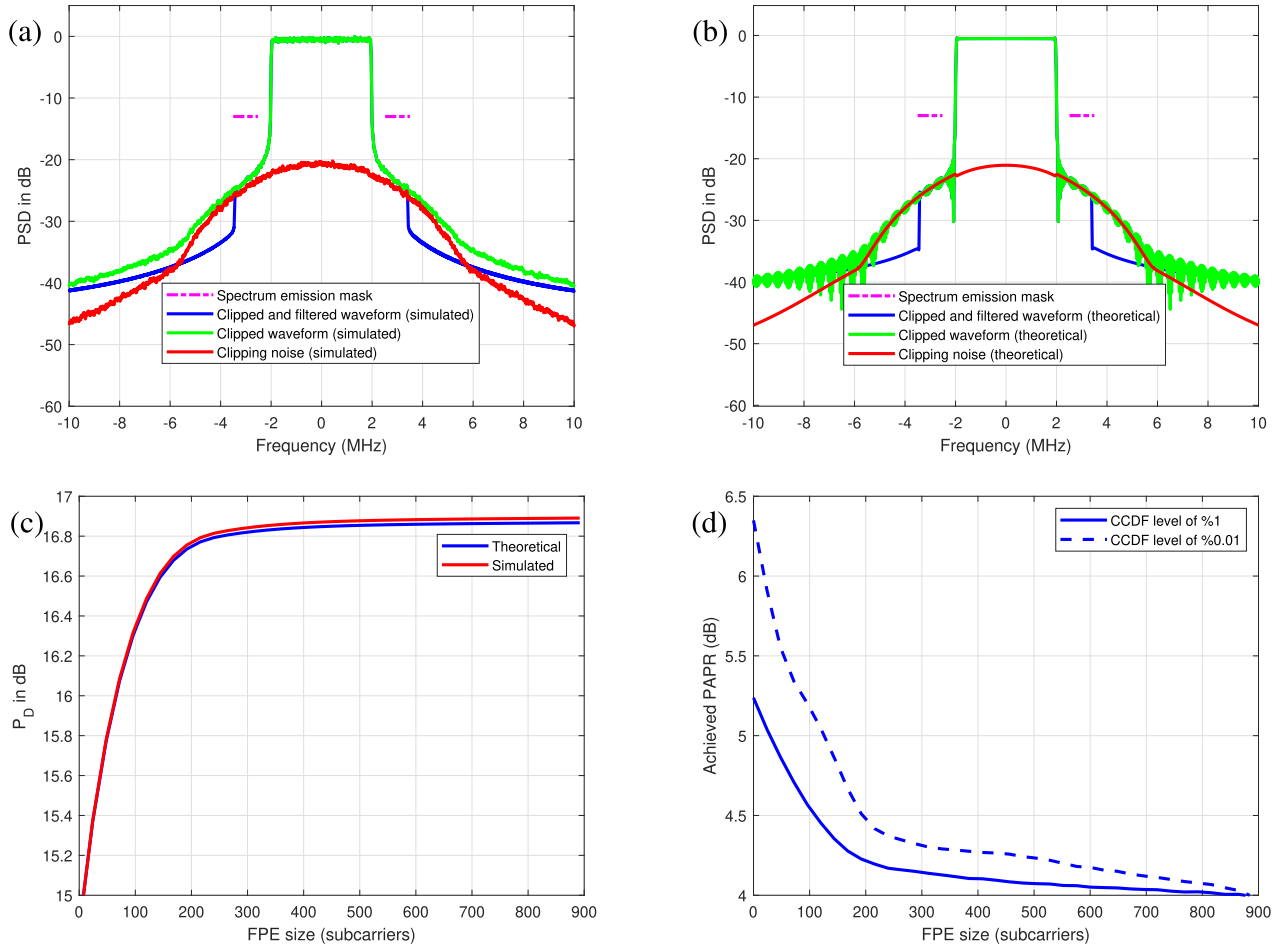 (a)
0
-10
-20
-30
-40
-50
-60
PSD in dB
-10 -8 -6 -4 -2 0 2 4 6 8 10
Frequency (MHz)
Spectrum emission mask
Clipped and filtered waveform (simulated)
Clipped waveform (simulated)
Clipping noise (simulated)
(b)
0
-10
-20
-30
-40
-50
-60
PSD in dB
-10 -8 -6 -4 -2 0 2 4 6 8 10
Frequency (MHz)
Spectrum emission mask
Clipped and filtered waveform (theoretical)
Clipped waveform (theoretical)
Clipping noise (theoretical)
(c)
17
16.8
16.6
16.4
16.2
16
15.8
15.6
15.4
15.2
15
P_D in dB
0 100 200 300 400 500 600 700 800 900
FPE size (subcarriers)
Theoretical
Simulated
(d)
6.5
6
5.5
5
4.5
4
Achieved PAPR (dB)
0 100 200 300 400 500 600 700 800 900
FPE size (subcarriers)
CCDF level of %1
CCDF level of %0.01